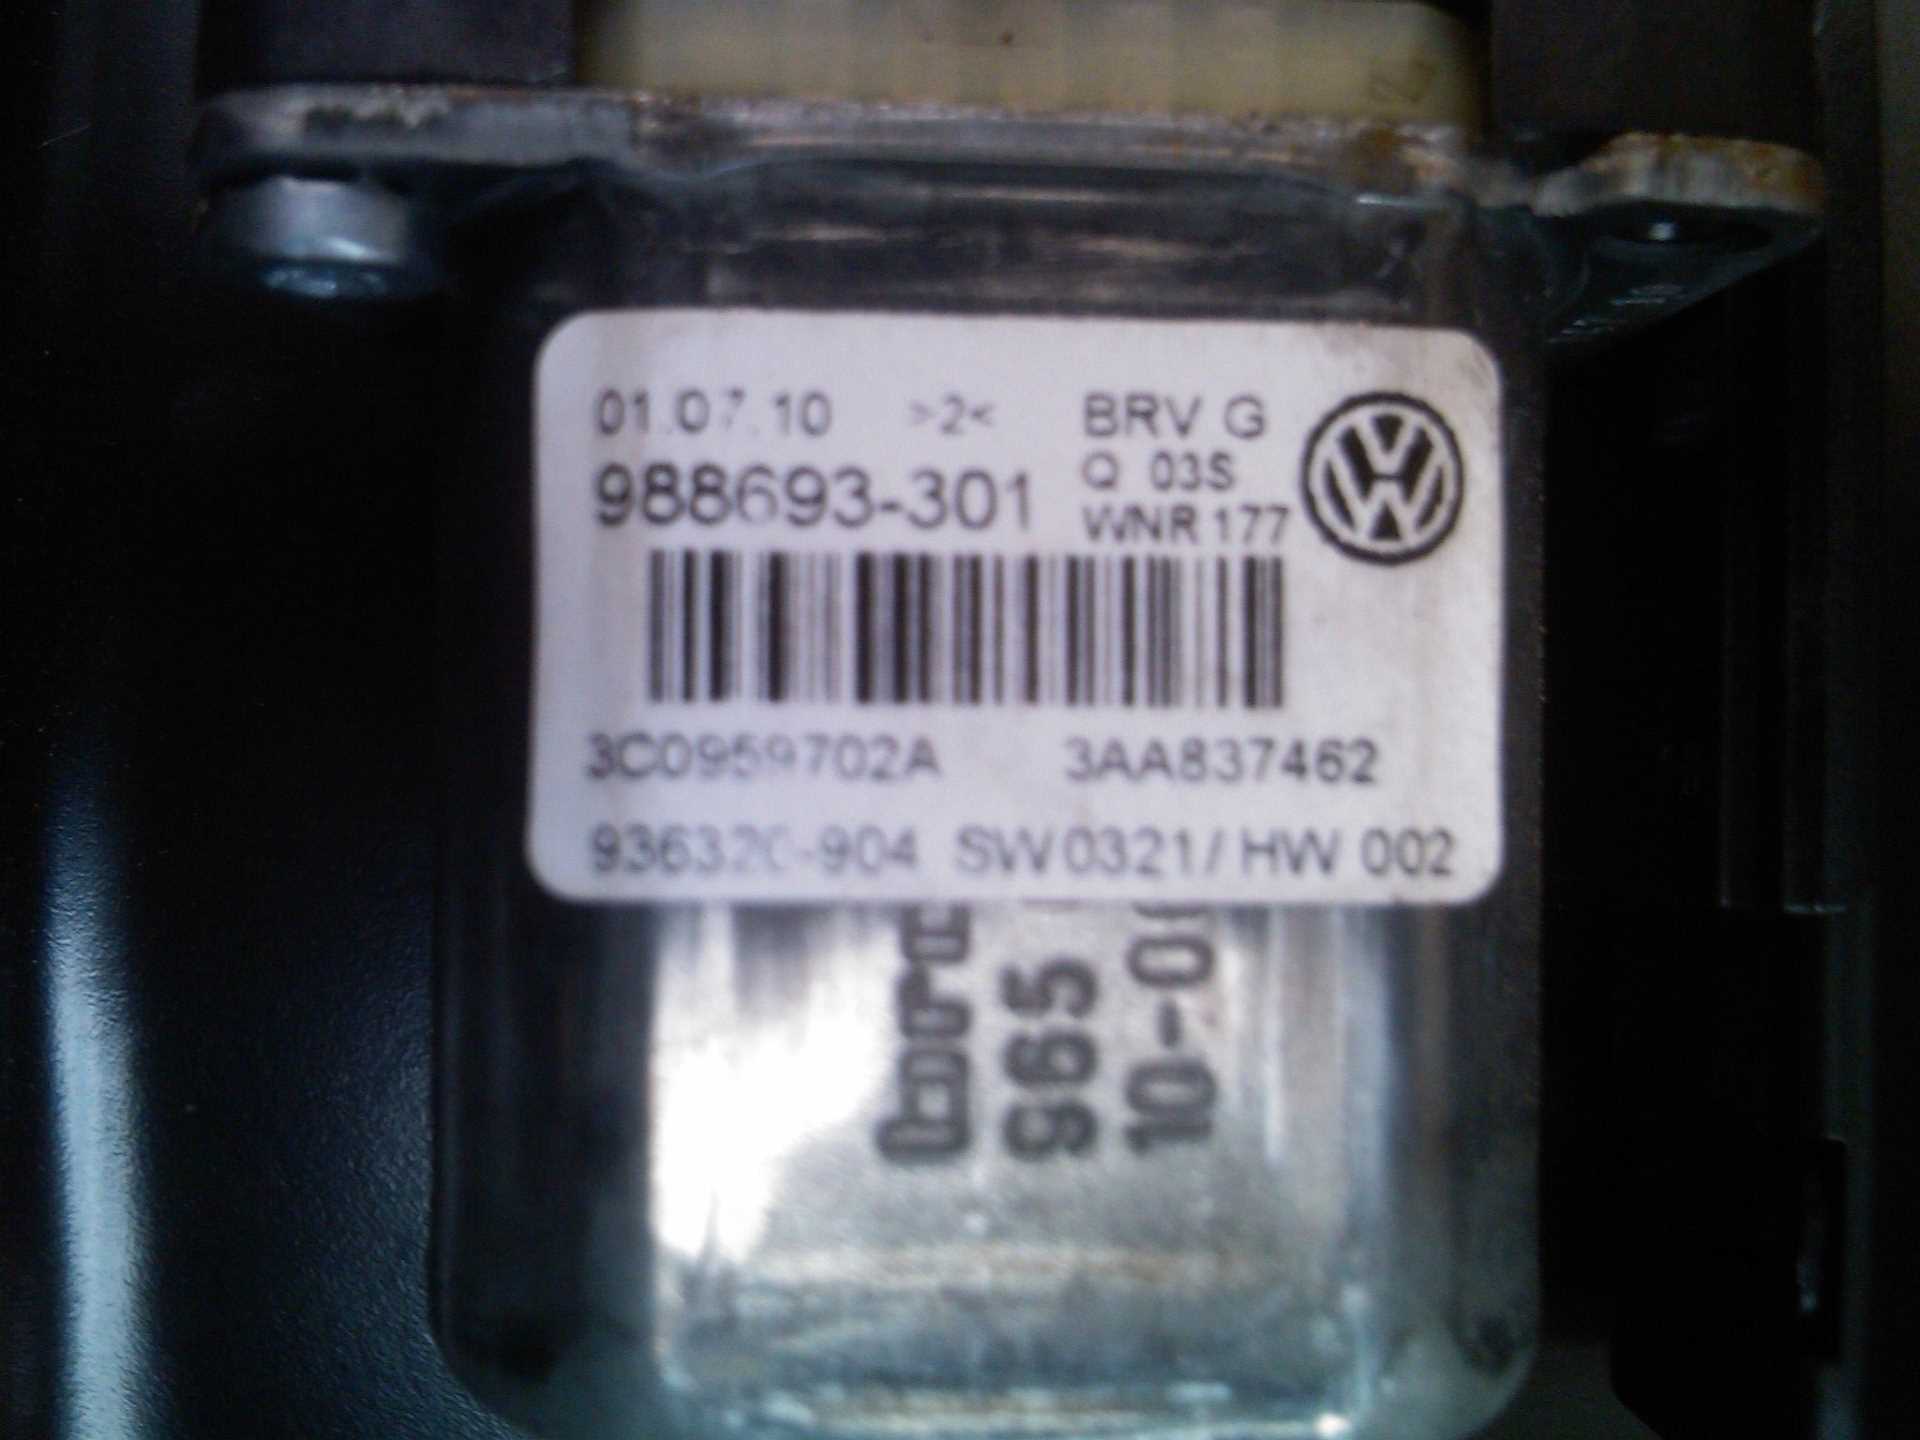 01.07.10 >2< BRV G
988693-301 Q 03S
WNR 177
3C0959702A 3AA837462
936320-904 SW0321/HW 002
965